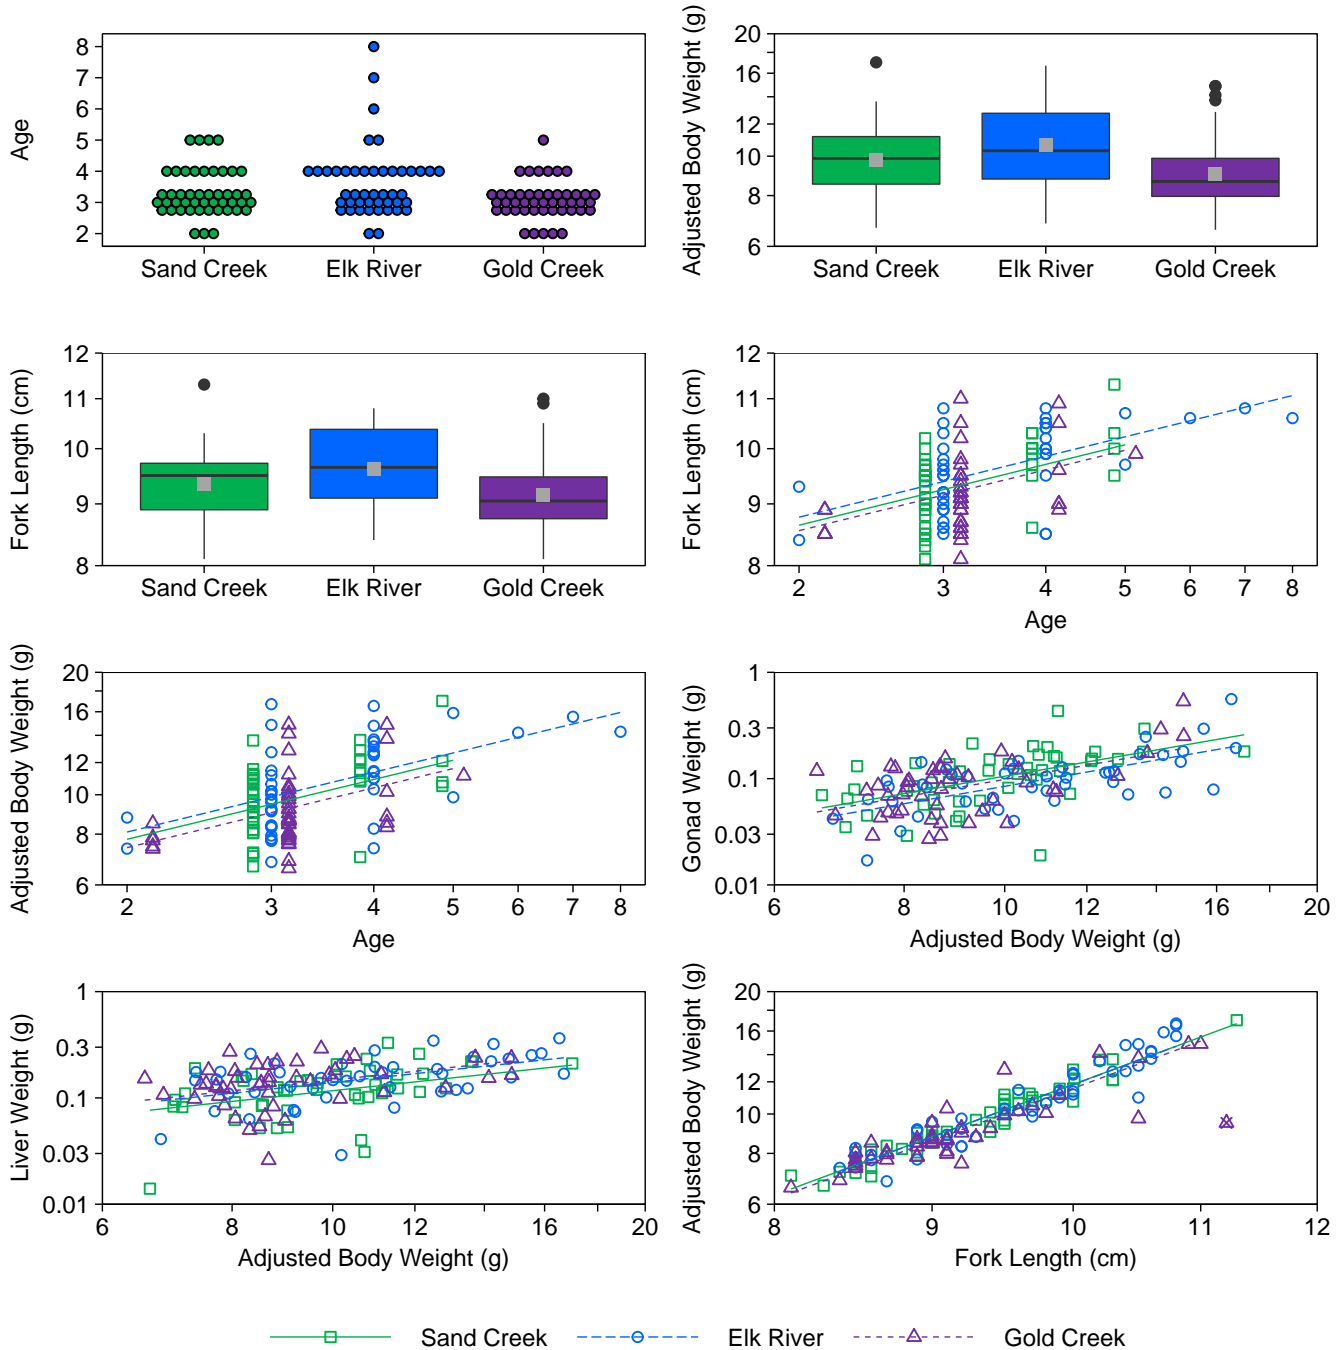 Age
8
7
6
5
4
3
2
Sand Creek Elk River Gold Creek
Adjusted Body Weight (g)
20
16
12
10
8
6
Sand Creek Elk River Gold Creek
Fork Length (cm)
12
11
10
9
8
Sand Creek Elk River Gold Creek
Fork Length (cm)
12
11
10
9
8
2 3 4 5 6 7 8
Age
Adjusted Body Weight (g)
20
16
12
10
8
6
2 3 4 5 6 7 8
Age
Gonad Weight (g)
1
0.3
0.1
0.03
0.01
6 8 10 12 16 20
Adjusted Body Weight (g)
Liver Weight (g)
1
0.3
0.1
0.03
0.01
6 8 10 12 16 20
Adjusted Body Weight (g)
Adjusted Body Weight (g)
20
16
12
10
8
6
8 9 10 11 12
Fork Length (cm)
Sand Creek Elk River Gold Creek